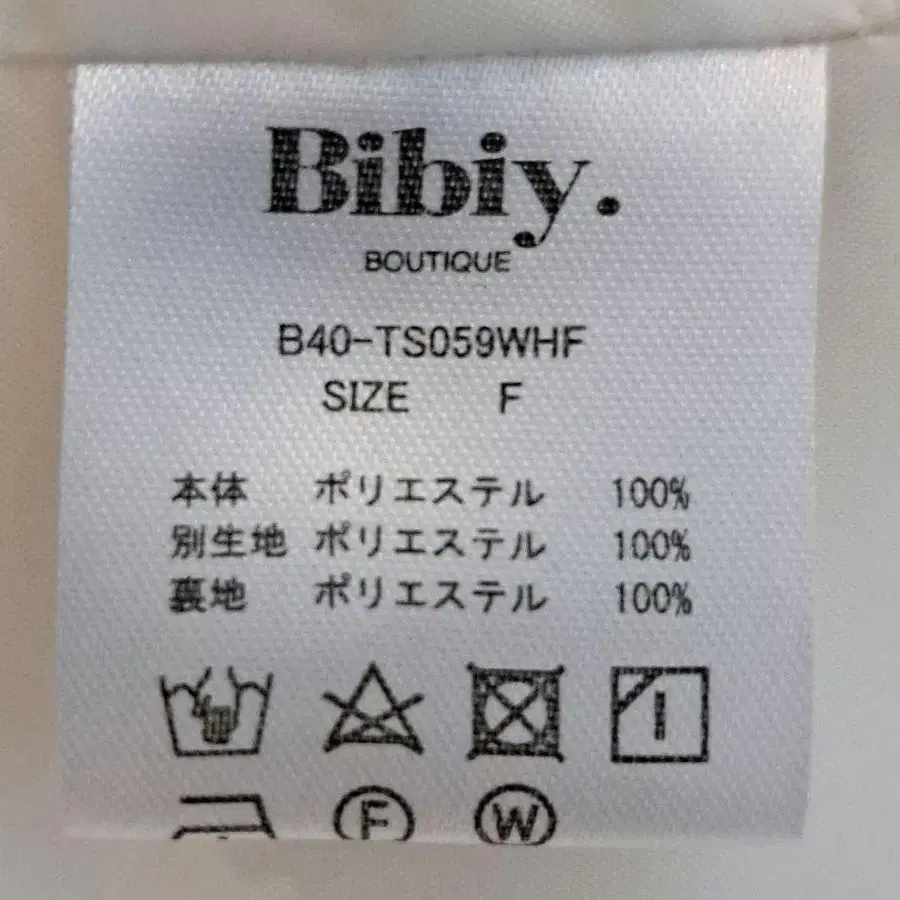 Bibiy.
BOUTIQUE
B40-TS059WHF
SIZE F
本体 ポリエステル 100%
別生地 ポリエステル 100%
裏地 ポリエステル 100%
F W